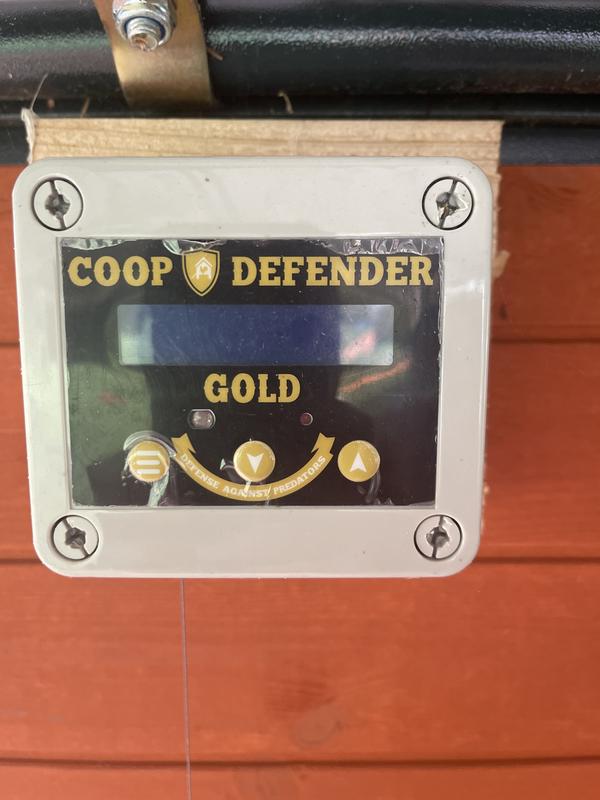 COOP DEFENDER
GOLD
DEFENSE AGAINST PREDATORS